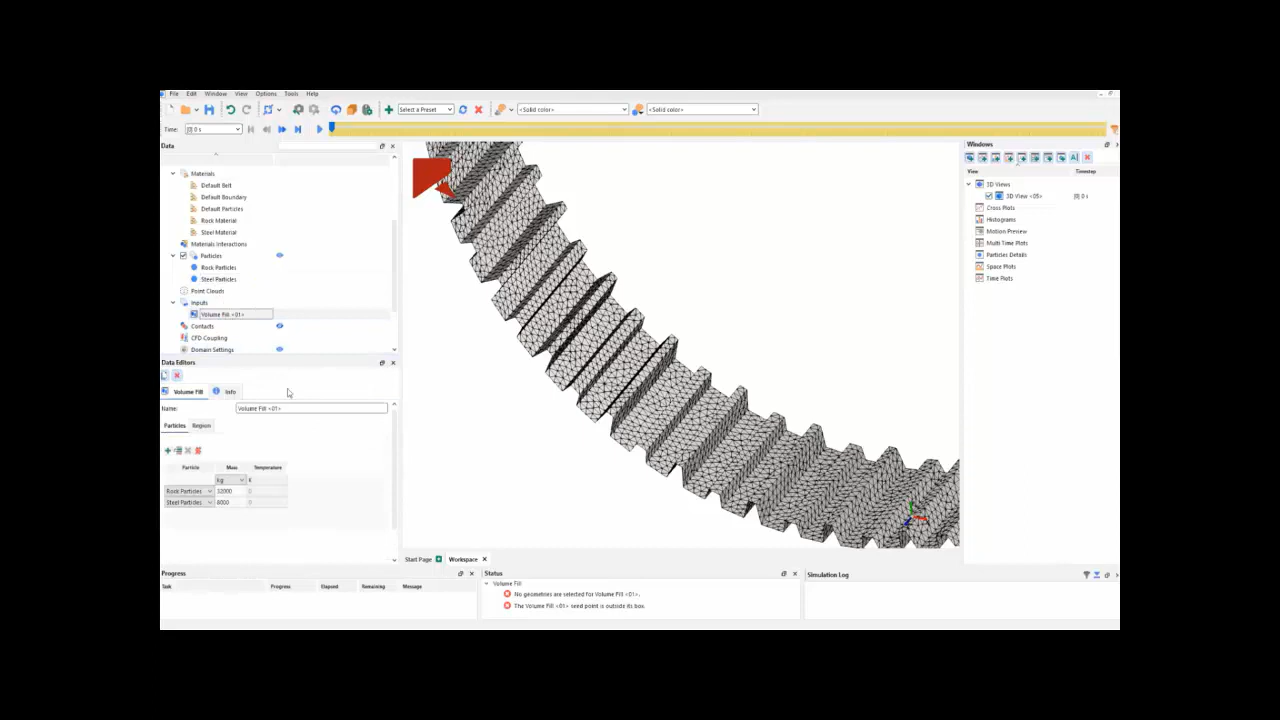 File Edit Window View Options Tools Help
Select a Preset <Solid color> <Solid color>
Time: [0] 0 s
Data
Materials
Default Belt
Default Boundary
Default Particles
Rock Material
Steel Material
Materials Interactions
Particles
Rock Particles
Steel Particles
Point Clouds
Inputs
Volume Fill <01>
Contacts
CFD Coupling
Domain Settings
Data Editors
Volume Fill Info
Name: Volume Fill <01>
Particles Region
Particle Mass Temperature
kg K
Rock Particles 32000 0
Steel Particles 8000 0
Windows
View Timestep
3D Views
3D View <05> [0] 0 s
Cross Plots
Histograms
Motion Preview
Multi Time Plots
Particles Details
Space Plots
Time Plots
Start Page Workspace
Progress
Task Progress Elapsed Remaining Message
Status
Volume Fill
No geometries are selected for Volume Fill <01>.
The Volume Fill <01> seed point is outside its box.
Simulation Log